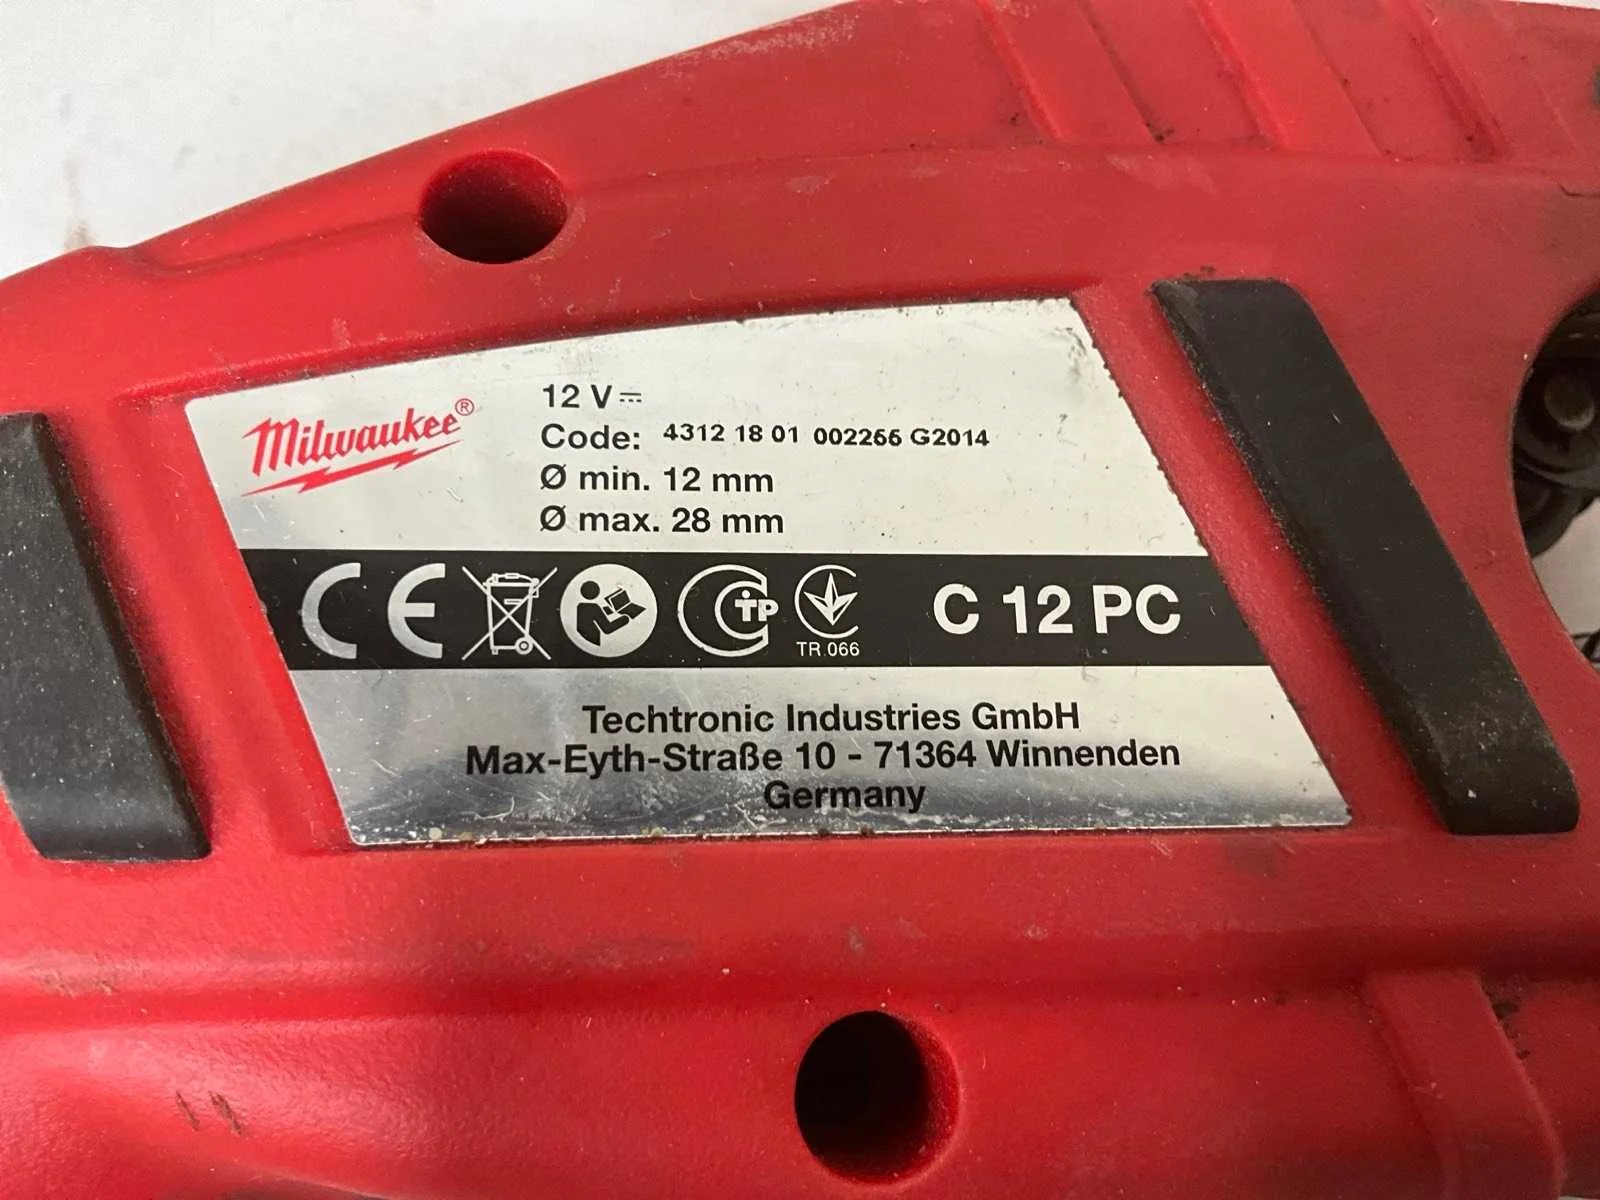 Milwaukee®
12 V
Code: 4312 18 01 002266 G2014
Ø min. 12 mm
Ø max. 28 mm
CE
TP
TR 066
C 12 PC
Techtronic Industries GmbH
Max-Eyth-Straße 10 - 71364 Winnenden
Germany